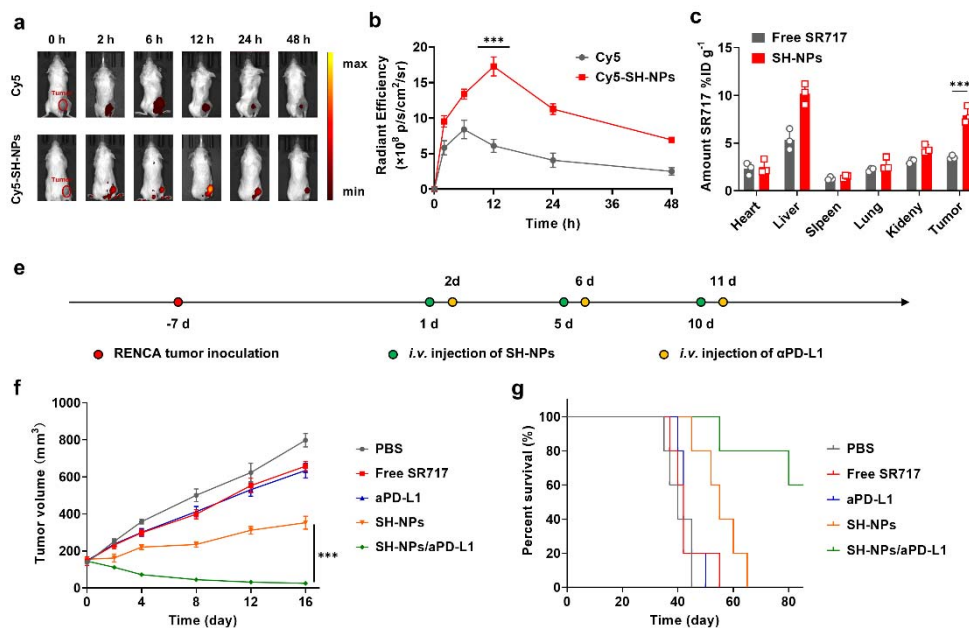 a
0 h 2 h 6 h 12 h 24 h 48 h
Cy5
Tumor
Cy5-SH-NPs
Tumor
max
min
b
Radiant Efficiency
(×10⁸ p/s/cm²/sr)
25
20
15
10
5
0
***
Cy5
Cy5-SH-NPs
0 12 24 36 48
Time (h)
c
Amount SR717 %ID g⁻¹
15
10
5
0
Free SR717
SH-NPs
***
Heart Liver Slpeen Lung Kideny Tumor
e
2d 6 d 11 d
-7 d 1 d 5 d 10 d
RENCA tumor inoculation i.v. injection of SH-NPs i.v. injection of αPD-L1
f
Tumor volume (m³)
1000
800
600
400
200
0
0 4 8 12 16
Time (day)
PBS
Free SR717
aPD-L1
SH-NPs
SH-NPs/aPD-L1
***
g
Percent survival (%)
100
80
60
40
20
0
0 20 40 60 80
Time (day)
PBS
Free SR717
aPD-L1
SH-NPs
SH-NPs/aPD-L1